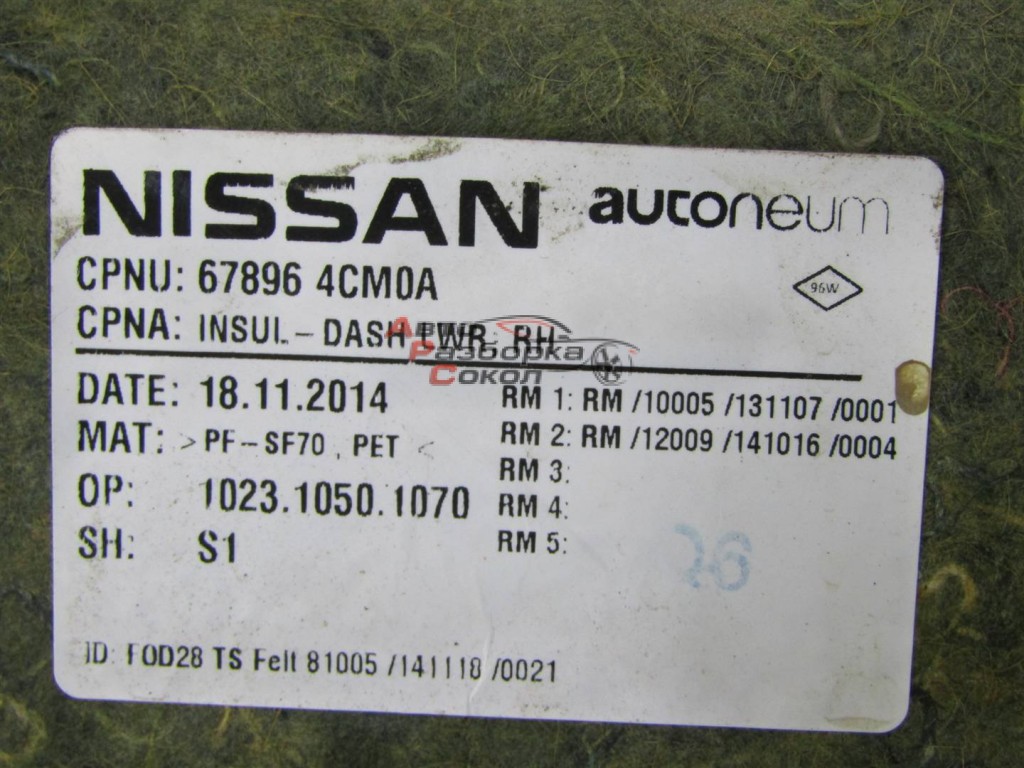 NISSAN autoneum
CPNU: 67896 4CM0A
96W
CPNA: INSUL-DASH LWR, RH
Авто
Разборка
Сокол
DATE: 18.11.2014
MAT: >PF-SF70, PET<
OP: 1023.1050.1070
SH: S1
RM 1: RM /10005 /131107 /0001
RM 2: RM /12009 /141016 /0004
RM 3:
RM 4:
RM 5:
ID: FOD28 TS Felt 81005 /141118 /0021